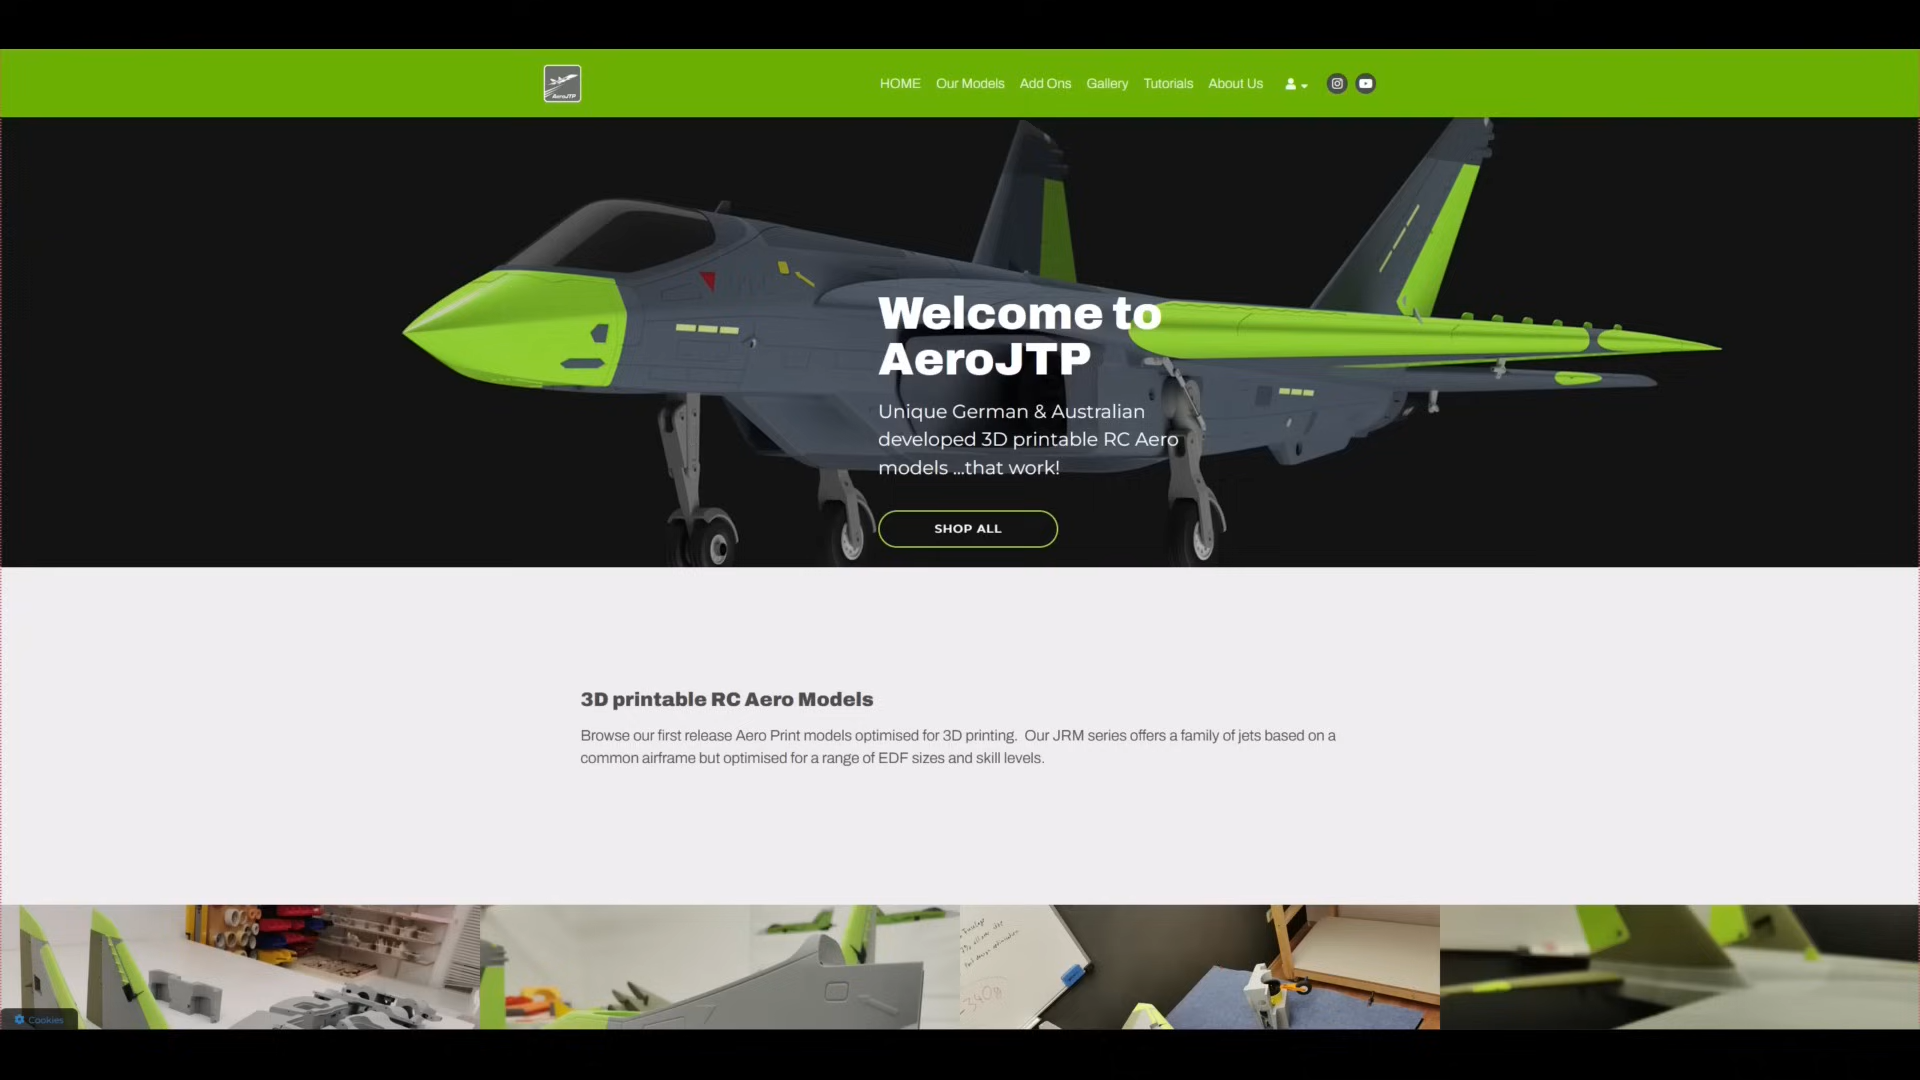 AeroJTP
HOME Our Models Add Ons Gallery Tutorials About Us
Welcome to
AeroJTP
Unique German & Australian
developed 3D printable RC Aero
models ...that work!
SHOP ALL
3D printable RC Aero Models
Browse our first release Aero Print models optimised for 3D printing.  Our JRM series offers a family of jets based on a
common airframe but optimised for a range of EDF sizes and skill levels.
Cookies